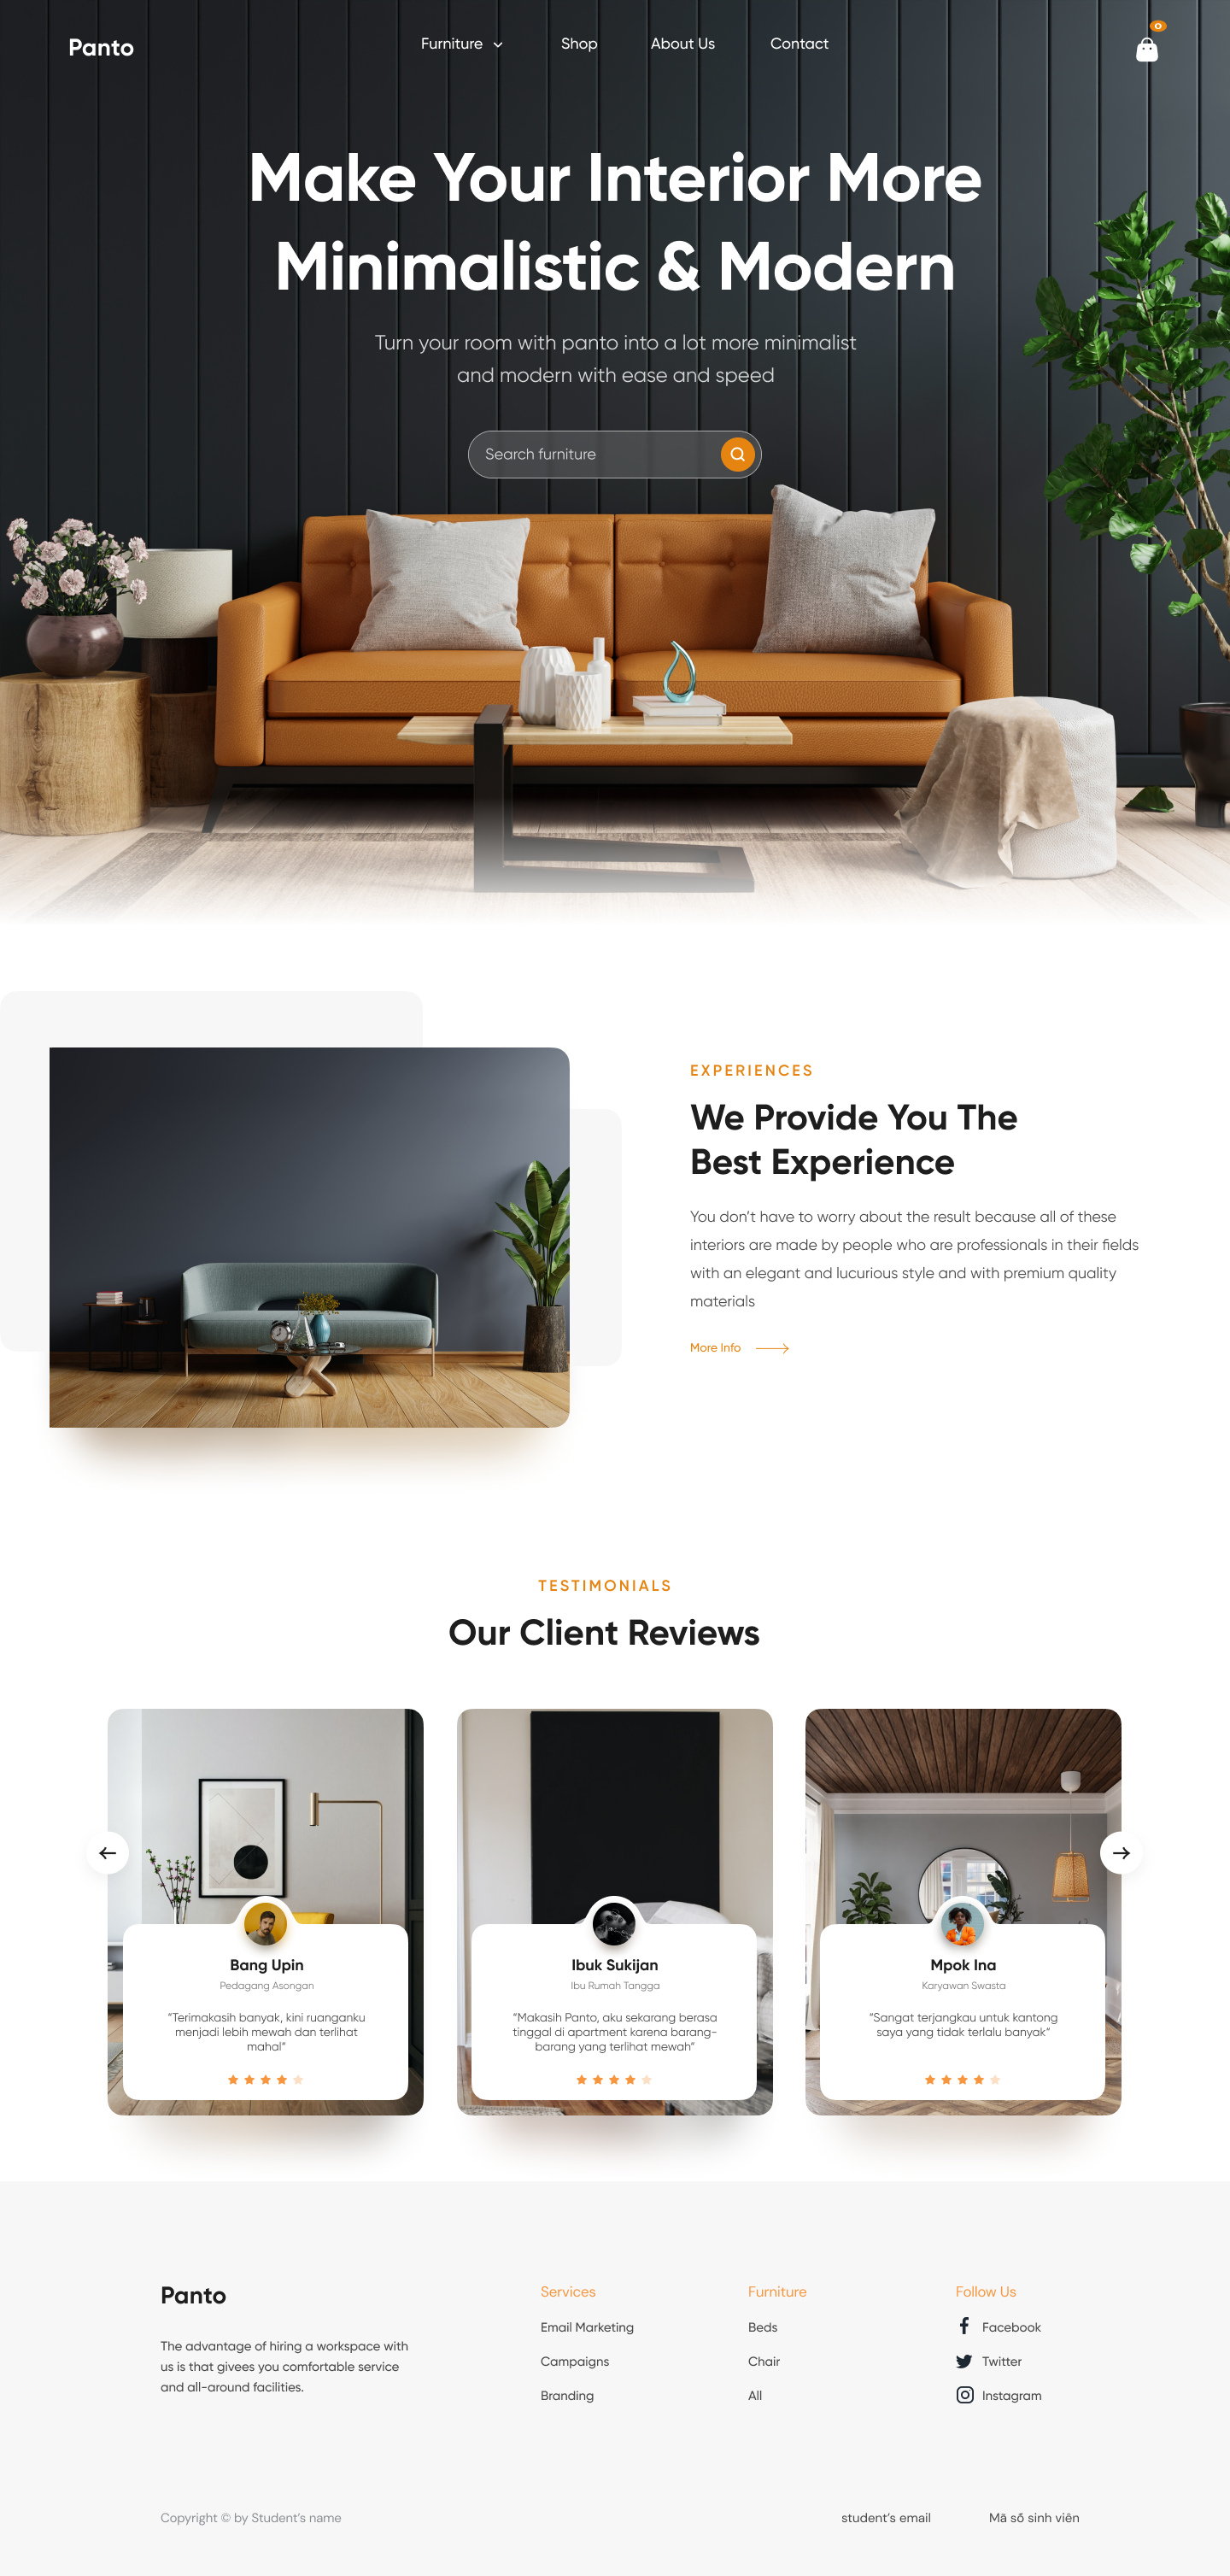 Panto
Furniture
Shop
About Us
Contact
0
Make Your Interior More
Minimalistic & Modern
Turn your room with panto into a lot more minimalist
and modern with ease and speed
Search furniture
EXPERIENCES
We Provide You The
Best Experience
You don’t have to worry about the result because all of these
interiors are made by people who are professionals in their fields
with an elegant and lucurious style and with premium quality
materials
More Info
TESTIMONIALS
Our Client Reviews
Bang Upin
Pedagang Asongan
“Terimakasih banyak, kini ruanganku
menjadi lebih mewah dan terlihat
mahal“
Ibuk Sukijan
Ibu Rumah Tangga
“Makasih Panto, aku sekarang berasa
tinggal di apartment karena barang-
barang yang terlihat mewah“
Mpok Ina
Karyawan Swasta
“Sangat terjangkau untuk kantong
saya yang tidak terlalu banyak“
Panto
The advantage of hiring a workspace with
us is that givees you comfortable service
and all-around facilities.
Services
Email Marketing
Campaigns
Branding
Furniture
Beds
Chair
All
Follow Us
Facebook
Twitter
Instagram
Copyright © by Student’s name
student’s email
Mã số sinh viên